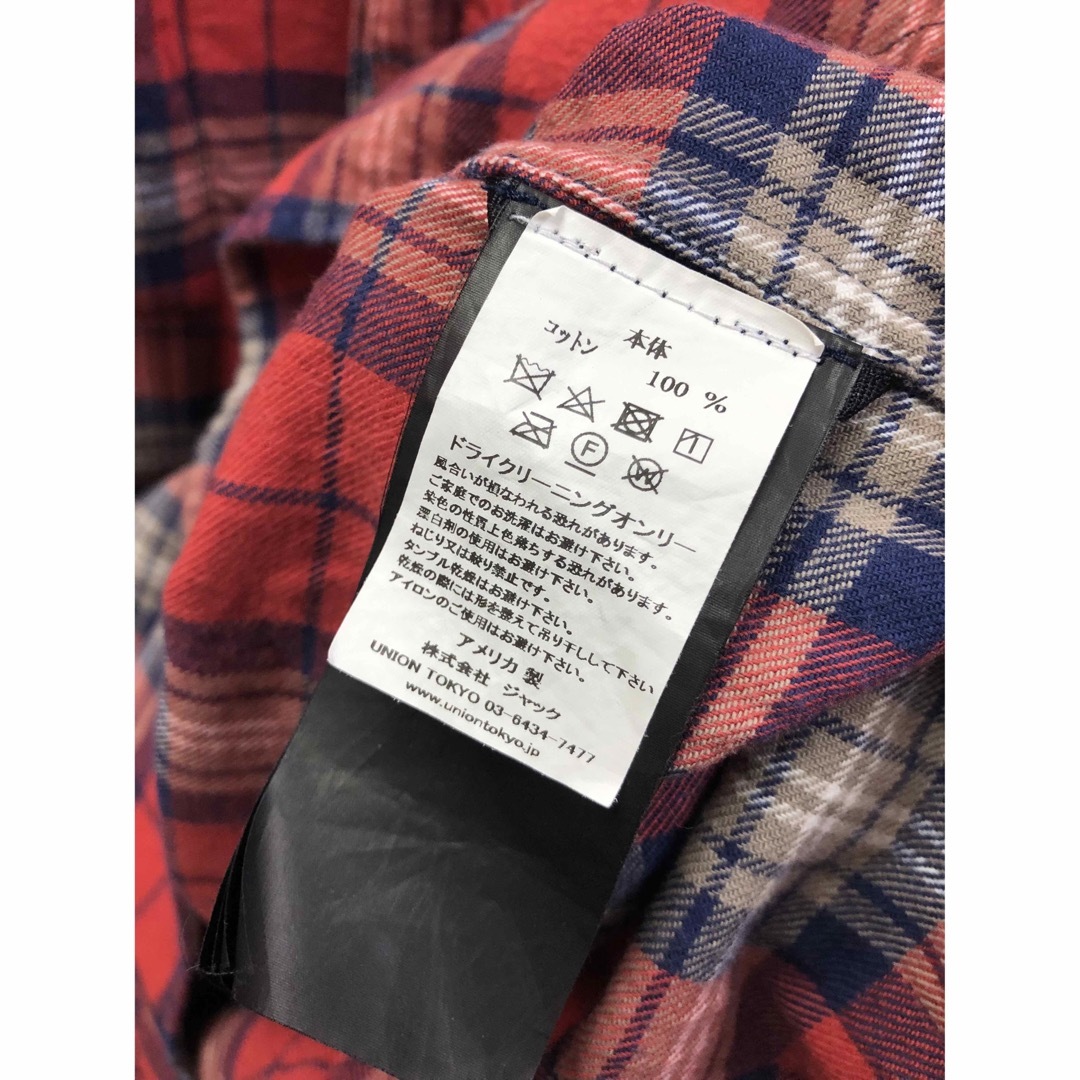 本体
コットン 100 %
F W
ドライクリーニングオンリー
風合いが損なわれる恐れがあります。
ご家庭でのお洗濯はお避け下さい。
染色の性質上色落ちする恐れがあります。
漂白剤の使用はお避け下さい。
ねじり又は絞り禁止です。
タンブル乾燥はお避け下さい。
乾燥の際には形を整えて吊り干しして下さい
アイロンのご使用はお避け下さい。
アメリカ 製
株式会社 ジャック
UNION TOKYO 03-6434-7477
www.uniontokyo.jp